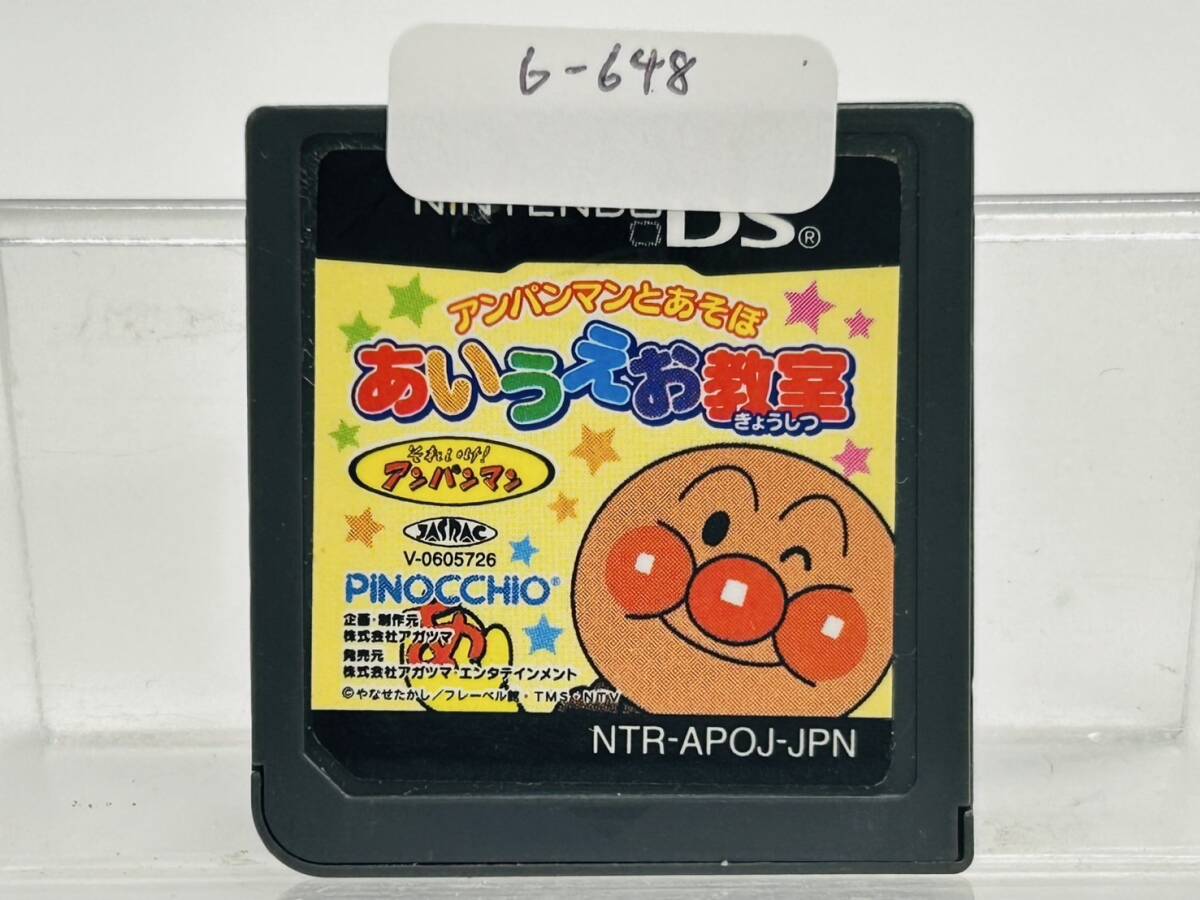 6-648
NINTENDO DS®
アンパンマンとあそぼ
あいうえお教室
きょうしつ
それいけ!
アンパンマン
JASRAC
V-0605726
PiNOCCHiO®
企画・制作元
株式会社アガツマ
発売元
株式会社アガツマ・エンタテインメント
©やなせたかし/フレーベル館・TMS・NTV
NTR-APOJ-JPN